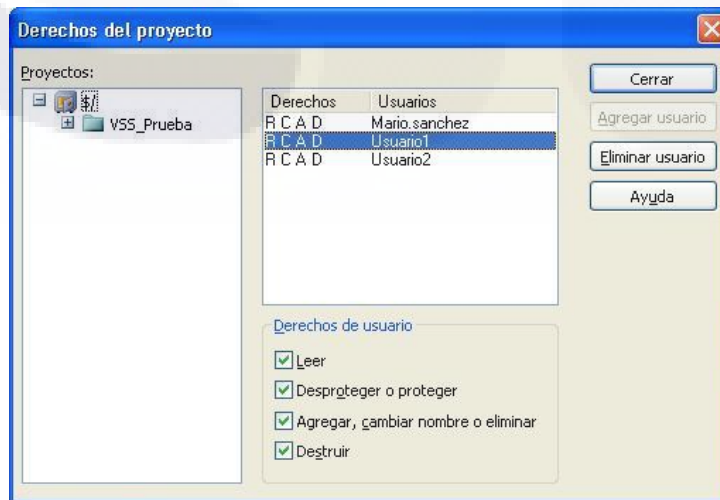 Derechos del proyecto
Proyectos:
$/
VSS_Prueba
Derechos Usuarios
R C A D Mario.sanchez
R C A D Usuario1
R C A D Usuario2
Derechos de usuario
Leer
Desproteger o proteger
Agregar, cambiar nombre o eliminar
Destruir
Cerrar
Agregar usuario
Eliminar usuario
Ayuda